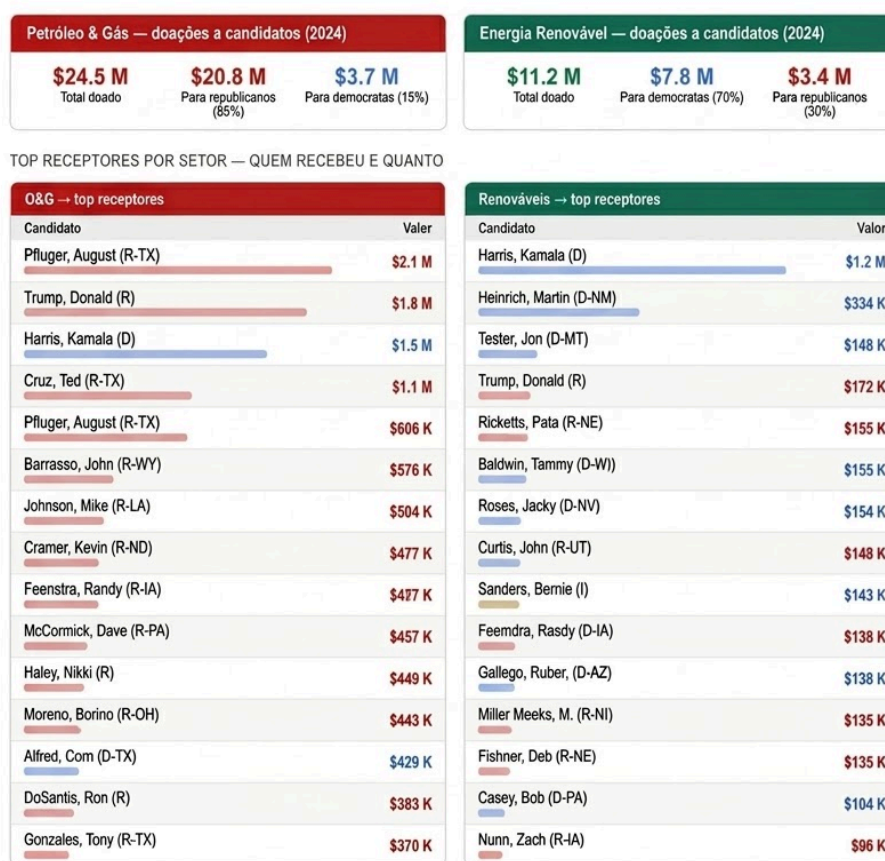 Petróleo & Gás — doações a candidatos (2024)
$24.5 M
Total doado
$20.8 M
Para republicanos
(85%)
$3.7 M
Para democratas (15%)
Energia Renovável — doações a candidatos (2024)
$11.2 M
Total doado
$7.8 M
Para democratas (70%)
$3.4 M
Para republicanos
(30%)
TOP RECEPTORES POR SETOR — QUEM RECEBEU E QUANTO
O&G → top receptores
Candidato Valer
Pfluger, August (R-TX) $2.1 M
Trump, Donald (R) $1.8 M
Harris, Kamala (D) $1.5 M
Cruz, Ted (R-TX) $1.1 M
Pfluger, August (R-TX) $606 K
Barrasso, John (R-WY) $576 K
Johnson, Mike (R-LA) $504 K
Cramer, Kevin (R-ND) $477 K
Feenstra, Randy (R-IA) $477 K
McCormick, Dave (R-PA) $457 K
Haley, Nikki (R) $449 K
Moreno, Borino (R-OH) $443 K
Alfred, Com (D-TX) $429 K
DoSantis, Ron (R) $383 K
Gonzales, Tony (R-TX) $370 K
Renováveis → top receptores
Candidato Valor
Harris, Kamala (D) $1.2 M
Heinrich, Martin (D-NM) $334 K
Tester, Jon (D-MT) $148 K
Trump, Donald (R) $172 K
Ricketts, Pata (R-NE) $155 K
Baldwin, Tammy (D-W)) $155 K
Roses, Jacky (D-NV) $154 K
Curtis, John (R-UT) $148 K
Sanders, Bernie (I) $143 K
Feemdra, Rasdy (D-IA) $138 K
Gallego, Ruber, (D-AZ) $138 K
Miller Meeks, M. (R-NI) $135 K
Fishner, Deb (R-NE) $135 K
Casey, Bob (D-PA) $104 K
Nunn, Zach (R-IA) $96 K